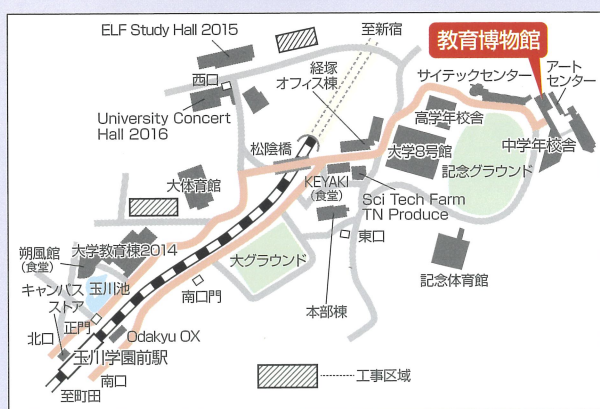 ELF Study Hall 2015
西口
University Concert
Hall 2016
至新宿
経塚
オフィス棟
教育博物館
サイテックセンター
アート
センター
高学年校舎
中学年校舎
大学8号館
記念グラウンド
松陰橋
大体育館
KEYAKI
(食堂)
Sci Tech Farm
TN Produce
東口
記念体育館
大学教育棟2014
朔風館
(食堂)
キャンパス
ストア
玉川池
正門
南口門
大グラウンド
本部棟
北口
Odakyu OX
玉川学園前駅
南口
至町田
工事区域